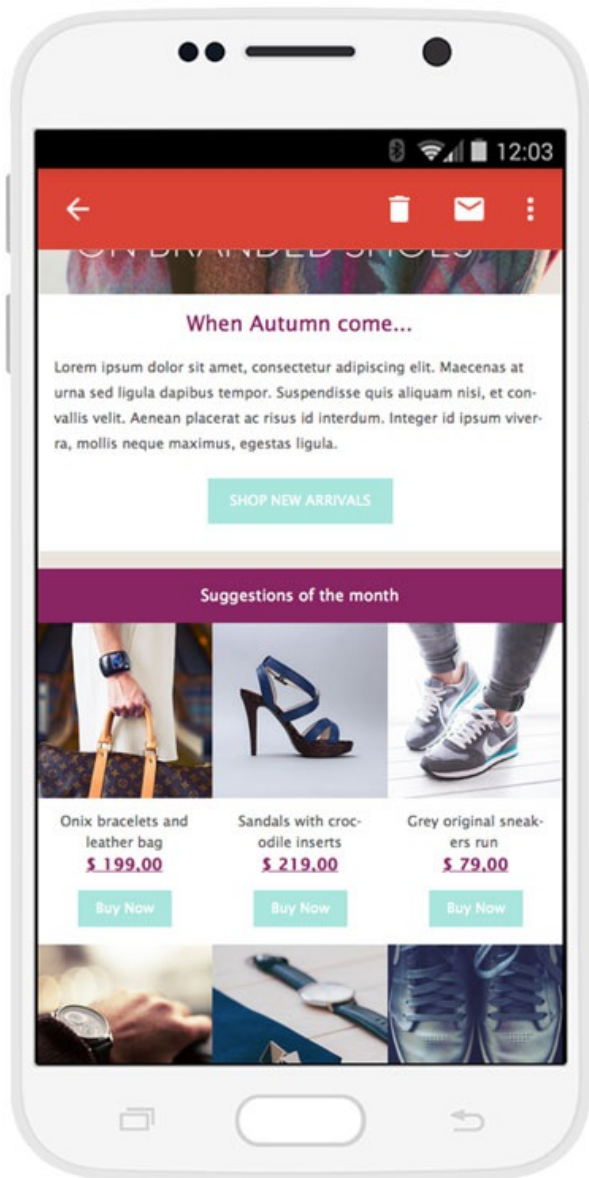 12:03
ON BRANDED SHOES
When Autumn come...
Lorem ipsum dolor sit amet, consectetur adipiscing elit. Maecenas at
urna sed ligula dapibus tempor. Suspendisse quis aliquam nisi, et con-
vallis velit. Aenean placerat ac risus id interdum. Integer id ipsum viver-
ra, mollis neque maximus, egestas ligula.
SHOP NEW ARRIVALS
Suggestions of the month
Onix bracelets and
leather bag
$ 199,00
Buy Now
Sandals with croc-
odile inserts
$ 219,00
Buy Now
Grey original sneak-
ers run
$ 79,00
Buy Now